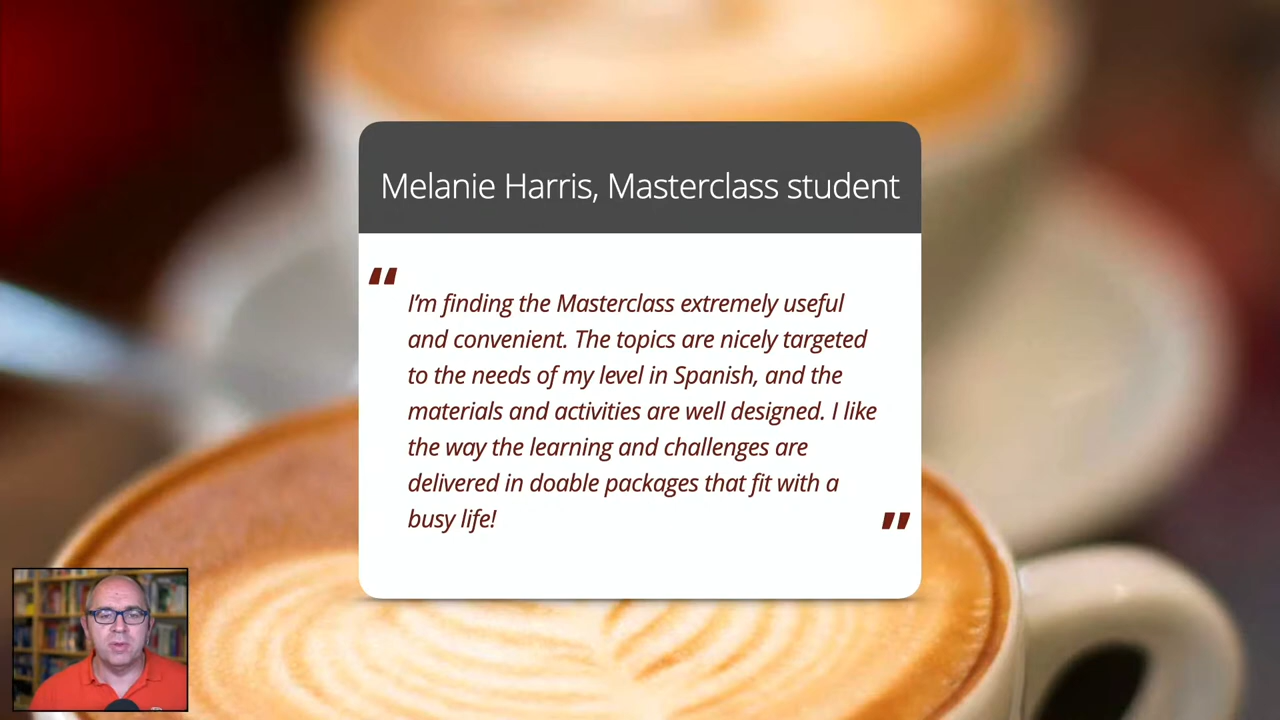 Melanie Harris, Masterclass student
“
I’m finding the Masterclass extremely useful
and convenient. The topics are nicely targeted
to the needs of my level in Spanish, and the
materials and activities are well designed. I like
the way the learning and challenges are
delivered in doable packages that fit with a
busy life!
”